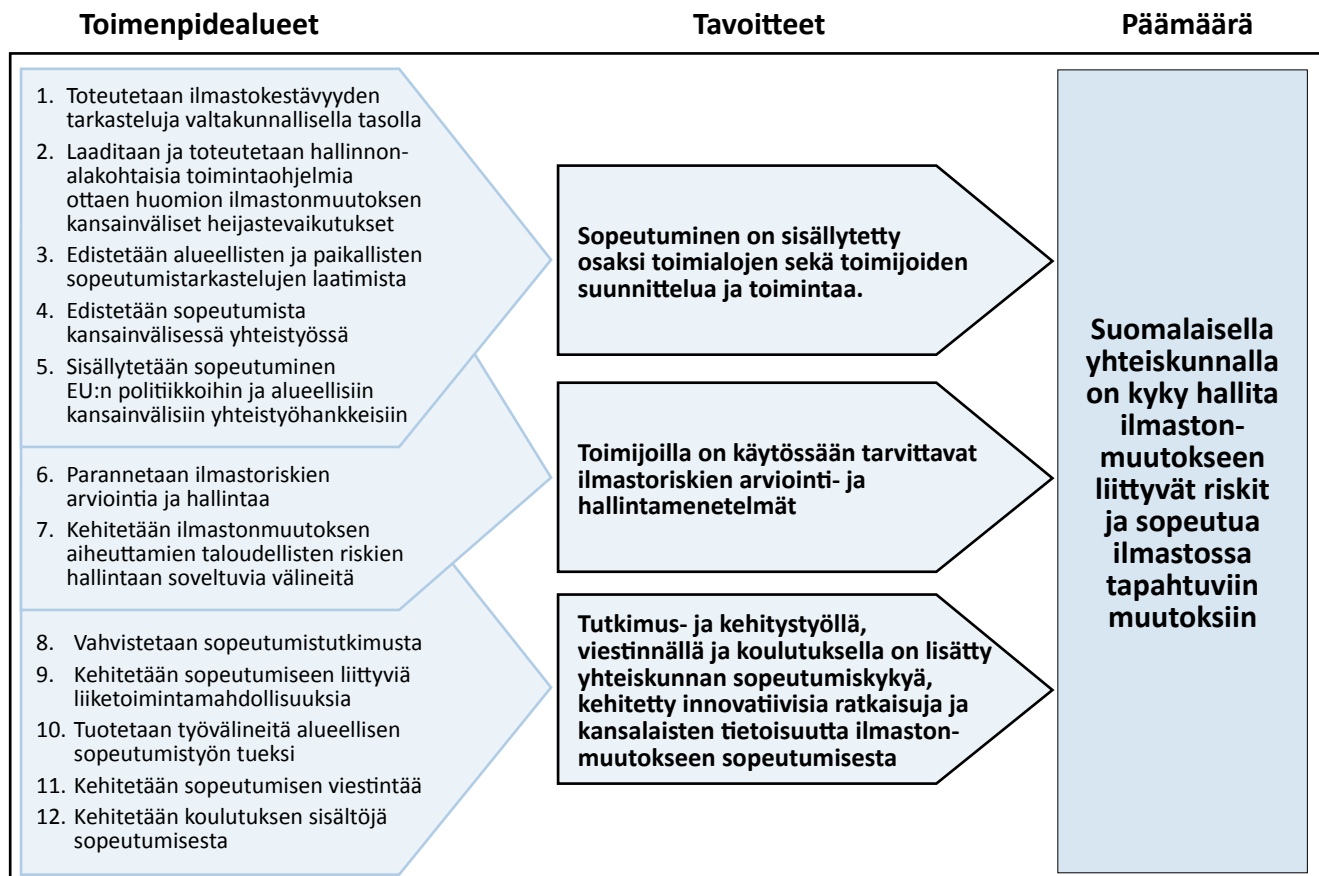 Toimenpidealueet
Tavoitteet
Päämäärä
1. Toteutetaan ilmastokestävyyden
tarkasteluja valtakunnallisella tasolla
2. Laaditaan ja toteutetaan hallinnon-
alakohtaisia toimintaohjelmia
ottaen huomion ilmastonmuutoksen
kansainväliset heijastevaikutukset
3. Edistetään alueellisten ja paikallisten
sopeutumistarkastelujen laatimista
4. Edistetään sopeutumista
kansainvälisessä yhteistyössä
5. Sisällytetään sopeutuminen
EU:n politiikkoihin ja alueellisiin
kansainvälisiin yhteistyöhankkeisiin
6. Parannetaan ilmastoriskien
arviointia ja hallintaa
7. Kehitetään ilmastonmuutoksen
aiheuttamien taloudellisten riskien
hallintaan soveltuvia välineitä
8. Vahvistetaan sopeutumistutkimusta
9. Kehitetään sopeutumiseen liittyviä
liiketoimintamahdollisuuksia
10. Tuotetaan työvälineitä alueellisen
sopeutumistyön tueksi
11. Kehitetään sopeutumisen viestintää
12. Kehitetään koulutuksen sisältöjä
sopeutumisesta
Sopeutuminen on sisällytetty
osaksi toimialojen sekä toimijoiden
suunnittelua ja toimintaa.
Toimijoilla on käytössään tarvittavat
ilmastoriskien arviointi- ja
hallintamenetelmät
Tutkimus- ja kehitystyöllä,
viestinnällä ja koulutuksella on lisätty
yhteiskunnan sopeutumiskykyä,
kehitetty innovatiivisia ratkaisuja ja
kansalaisten tietoisuutta ilmaston-
muutokseen sopeutumisesta
Suomalaisella
yhteiskunnalla
on kyky hallita
ilmaston-
muutokseen
liittyvät riskit
ja sopeutua
ilmastossa
tapahtuviin
muutoksiin